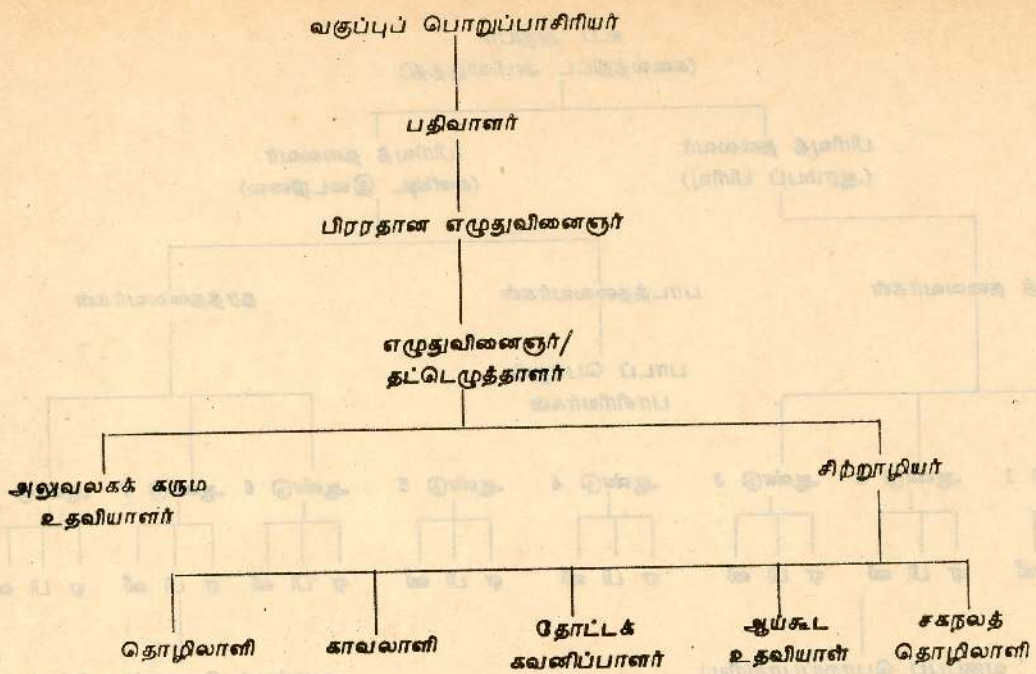 வகுப்புப் பொறுப்பாசிரியர்
பதிவாளர்
பிரரதான எழுதுவினைஞர்
எழுதுவினைஞர்/
தட்டெழுத்தாளர்
அலுவலகக் கரும
உதவியாளர்
சிற்றூழியர்
தொழிலாளி
காவலாளி
தோட்டக்
கவனிப்பாளர்
ஆய்கூட
உதவியாள்
சகநலத்
தொழிலாளி